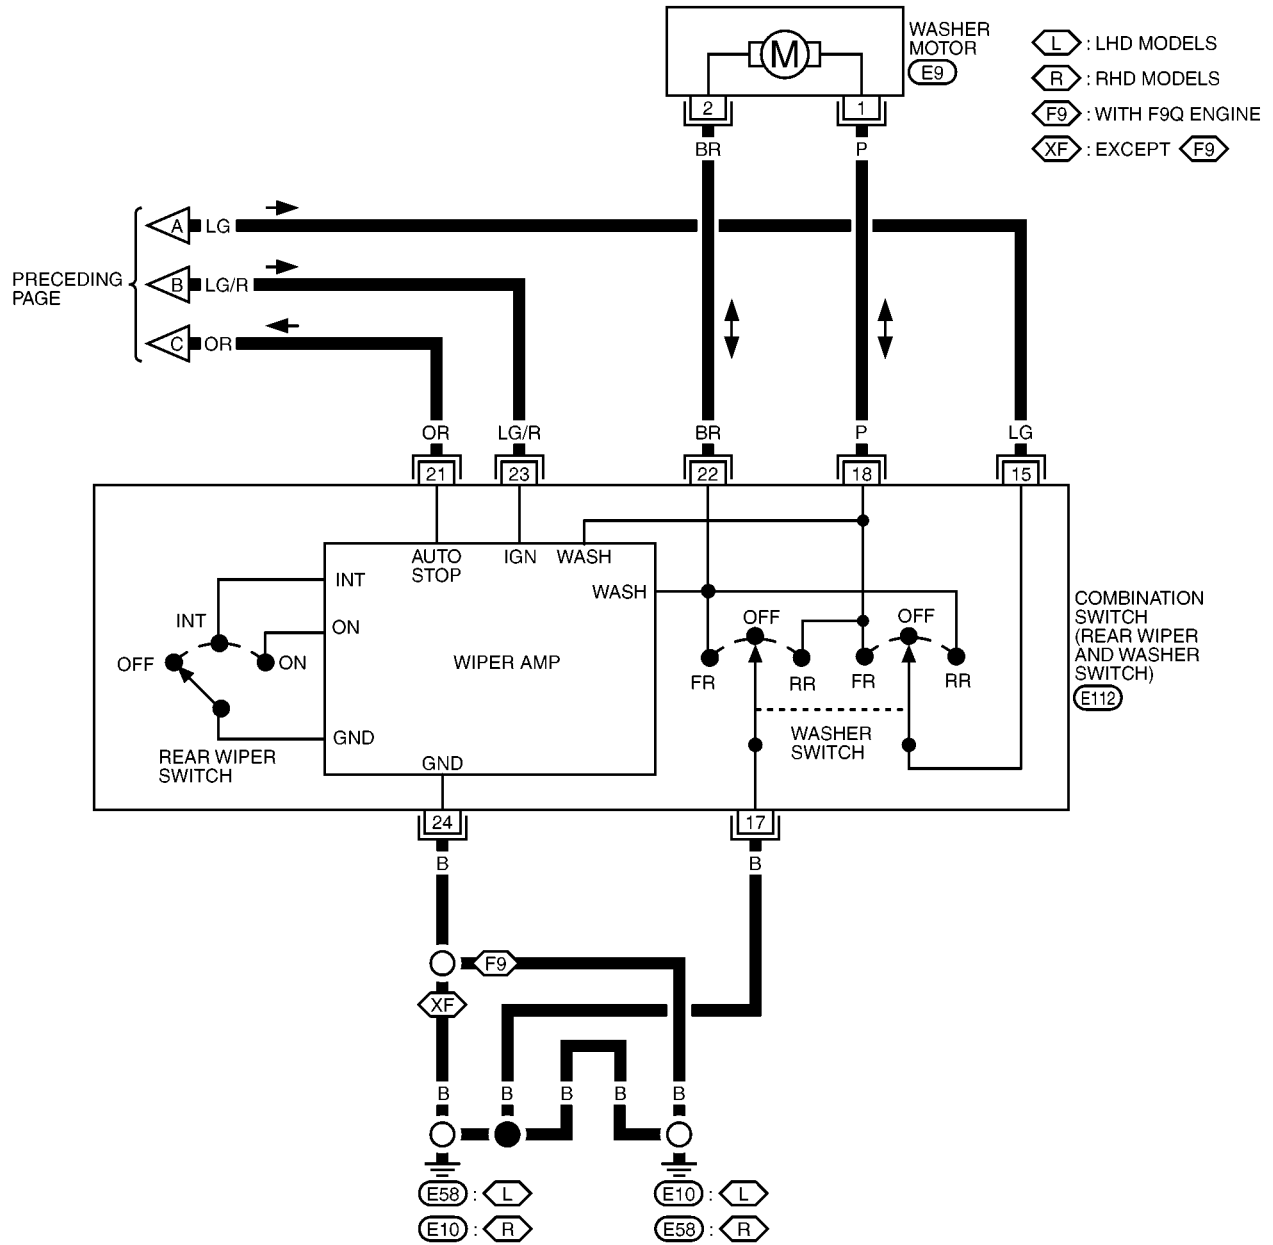 WASHER
MOTOR
E9
M
2
1
BR
P
L : LHD MODELS
R : RHD MODELS
F9 : WITH F9Q ENGINE
XF : EXCEPT F9
PRECEDING
PAGE
A LG
B LG/R
C OR
OR
LG/R
BR
P
LG
21
23
22
18
15
AUTO
STOP
IGN
WASH
WASH
INT
ON
GND
GND
WIPER AMP
INT
OFF
ON
REAR WIPER
SWITCH
OFF
OFF
FR
RR
FR
RR
WASHER
SWITCH
COMBINATION
SWITCH
(REAR WIPER
AND WASHER
SWITCH)
E112
24
17
B
B
F9
XF
B
B
B
B
B
E58 : L
E10 : R
E10 : L
E58 : R